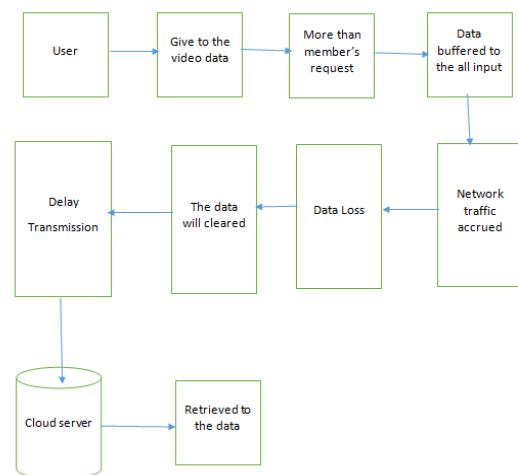 User
Give to the
video data
More than
member's
request
Data
buffered to
the all input
Network
traffic
accrued
Data Loss
The data
will cleared
Delay
Transmission
Cloud server
Retrieved to
the data